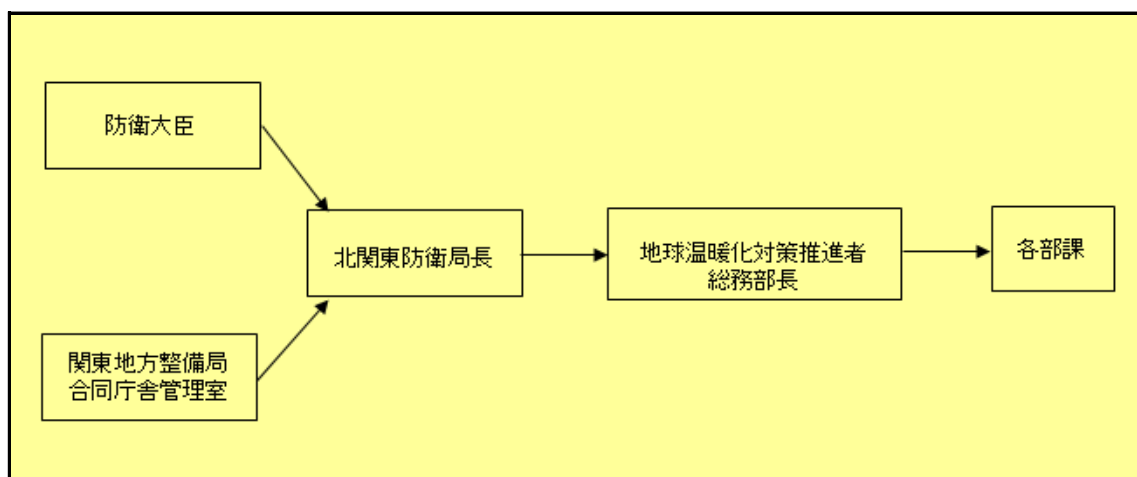 防衛大臣
関東地方整備局
合同庁舎管理室
北関東防衛局長
地球温暖化対策推進者
総務部長
各部課